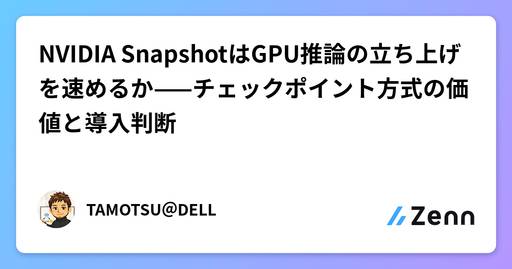 NVIDIA SnapshotはGPU推論の立ち上げ
を速めるか——チェックポイント方式の価
値と導入判断
TAMOTSU@DELL
Zenn